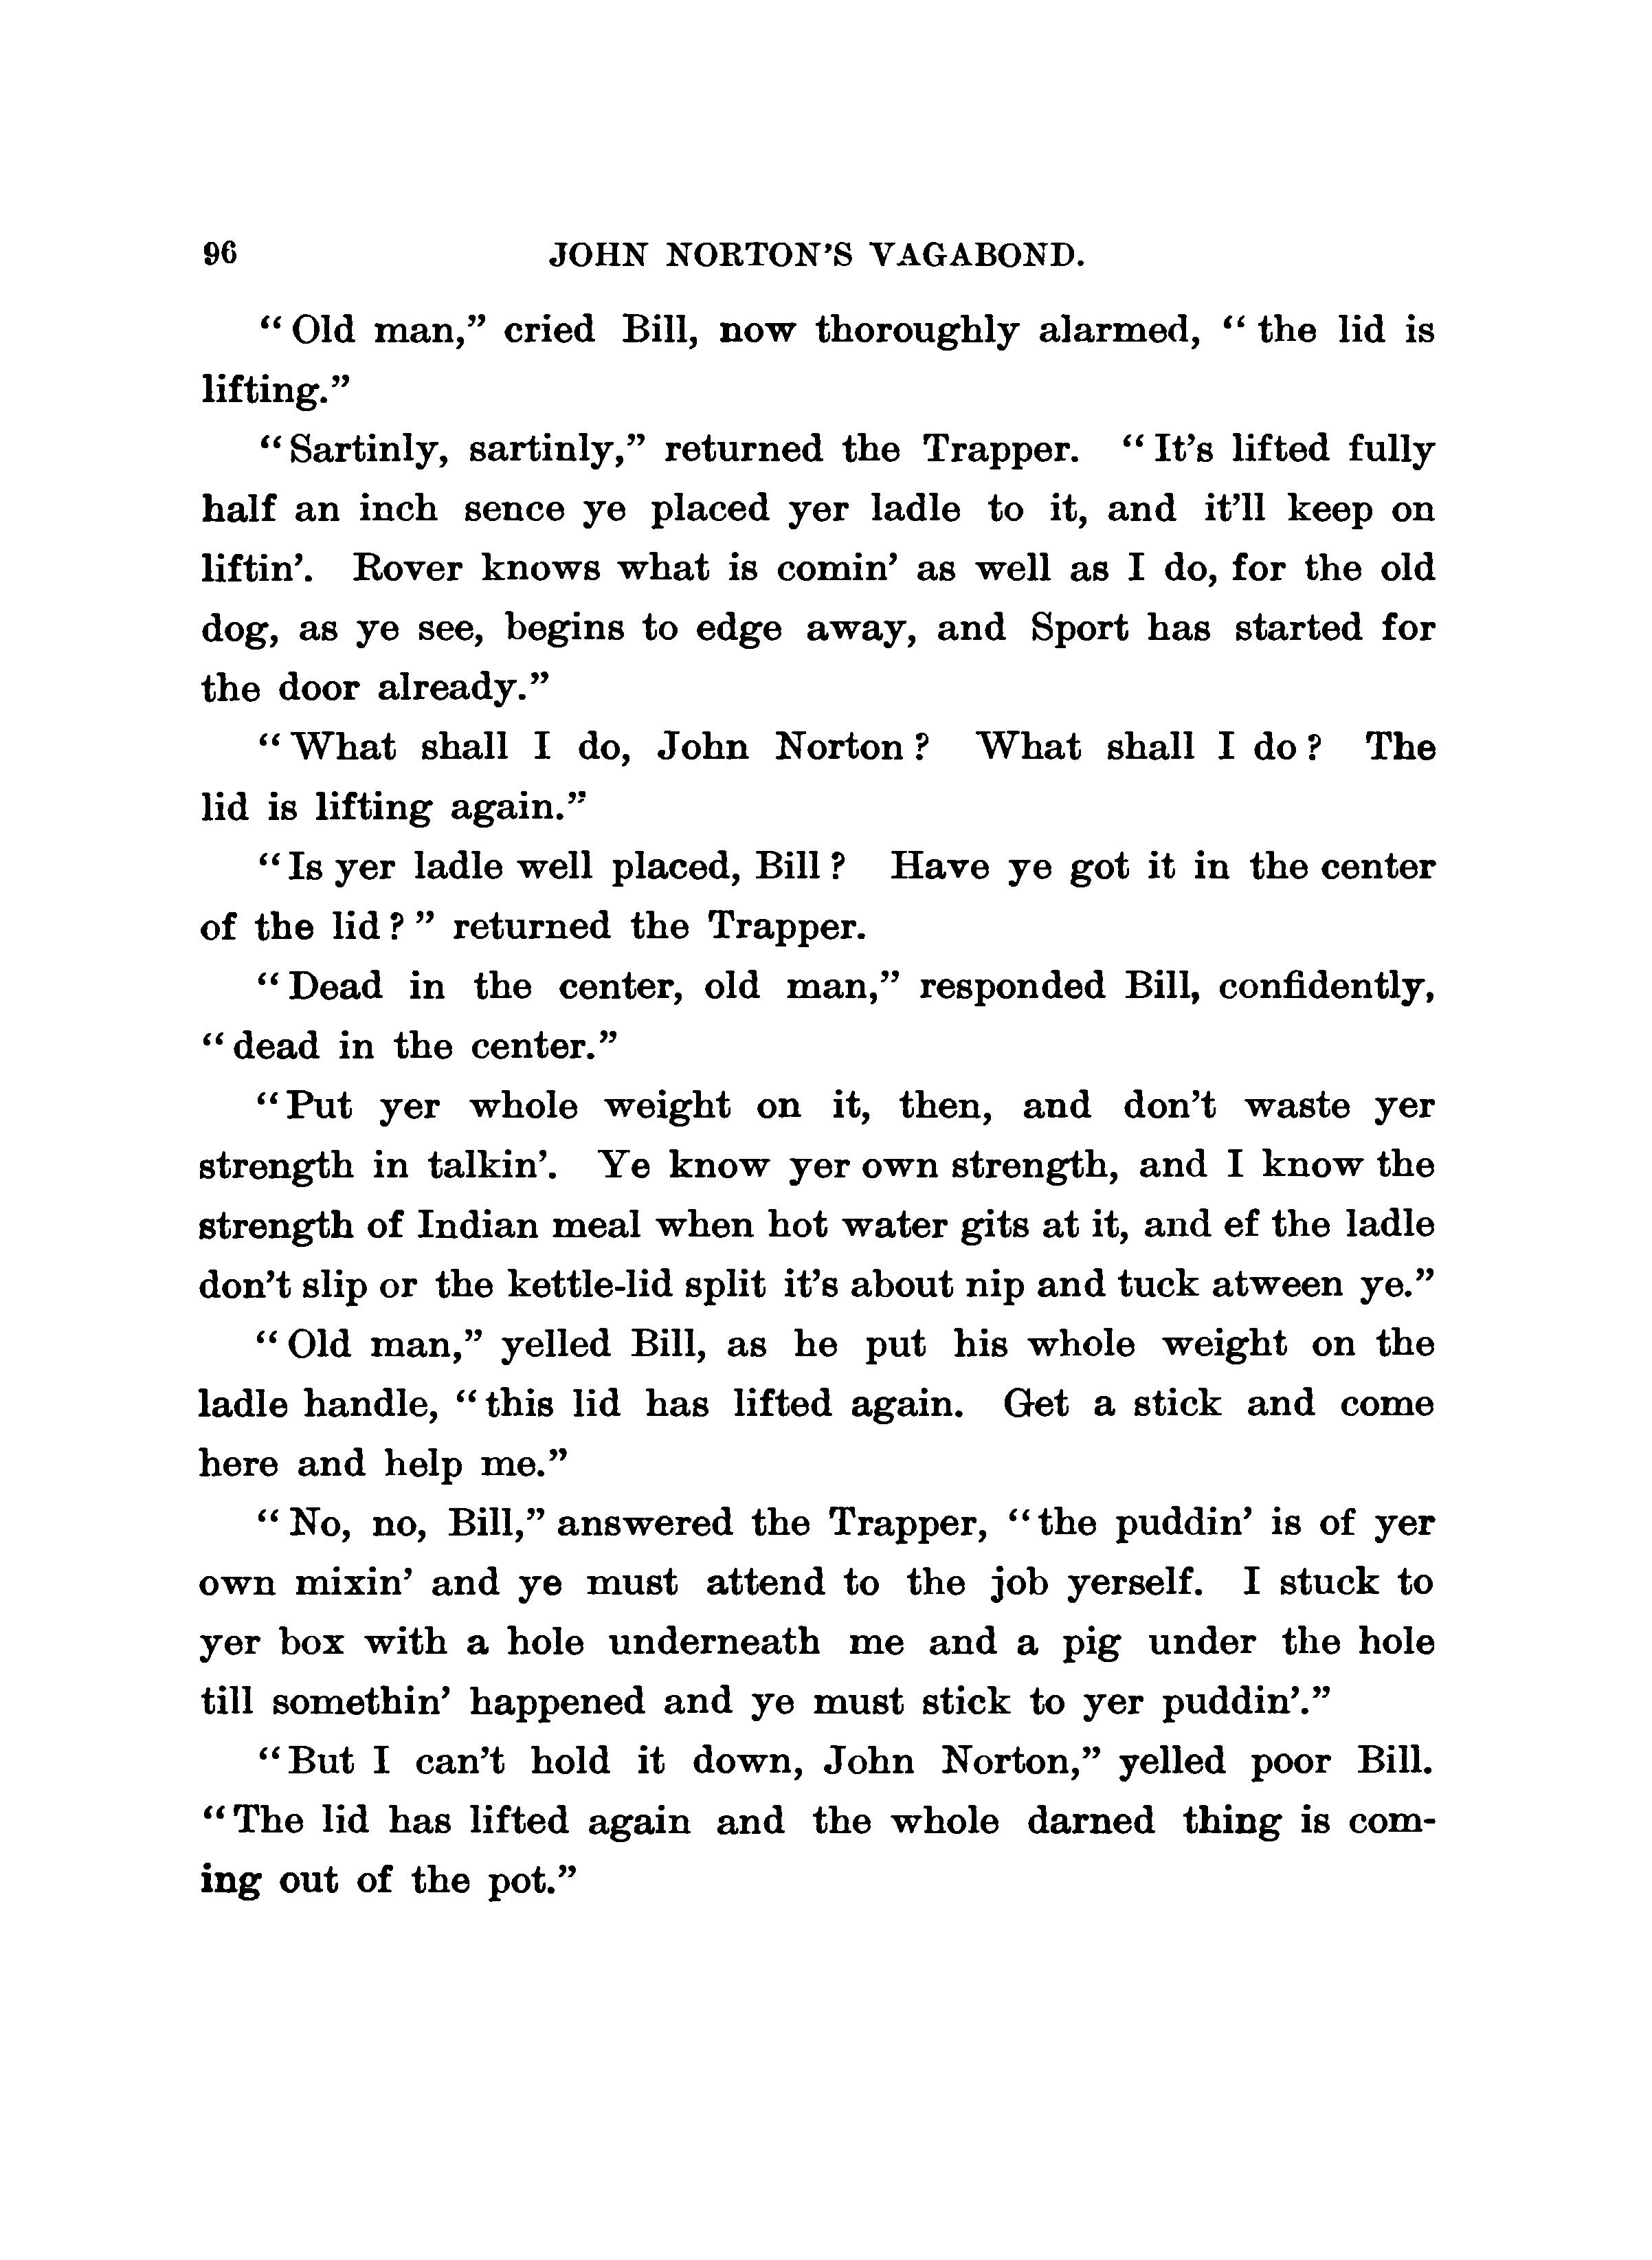 96 JOHN NORTON'S VAGABOND.
“Old man,” cried Bill, now thoroughly alarmed, “the lid is
lifting.”
“Sartinly, sartinly,” returned the Trapper. “It's lifted fully
half an inch sence ye placed yer ladle to it, and it'll keep on
liftin'. Rover knows what is comin' as well as I do, for the old
dog, as ye see, begins to edge away, and Sport has started for
the door already.”
“What shall I do, John Norton? What shall I do? The
lid is lifting again.”
“Is yer ladle well placed, Bill? Have ye got it in the center
of the lid?” returned the Trapper.
“Dead in the center, old man,” responded Bill, confidently,
“dead in the center.”
“Put yer whole weight on it, then, and don't waste yer
strength in talkin'. Ye know yer own strength, and I know the
strength of Indian meal when hot water gits at it, and ef the ladle
don't slip or the kettle-lid split it's about nip and tuck atween ye.”
“Old man,” yelled Bill, as he put his whole weight on the
ladle handle, “this lid has lifted again. Get a stick and come
here and help me.”
“No, no, Bill,” answered the Trapper, “the puddin' is of yer
own mixin' and ye must attend to the job yerself. I stuck to
yer box with a hole underneath me and a pig under the hole
till somethin' happened and ye must stick to yer puddin'.”
“But I can't hold it down, John Norton,” yelled poor Bill.
“The lid has lifted again and the whole darned thing is com-
ing out of the pot.”